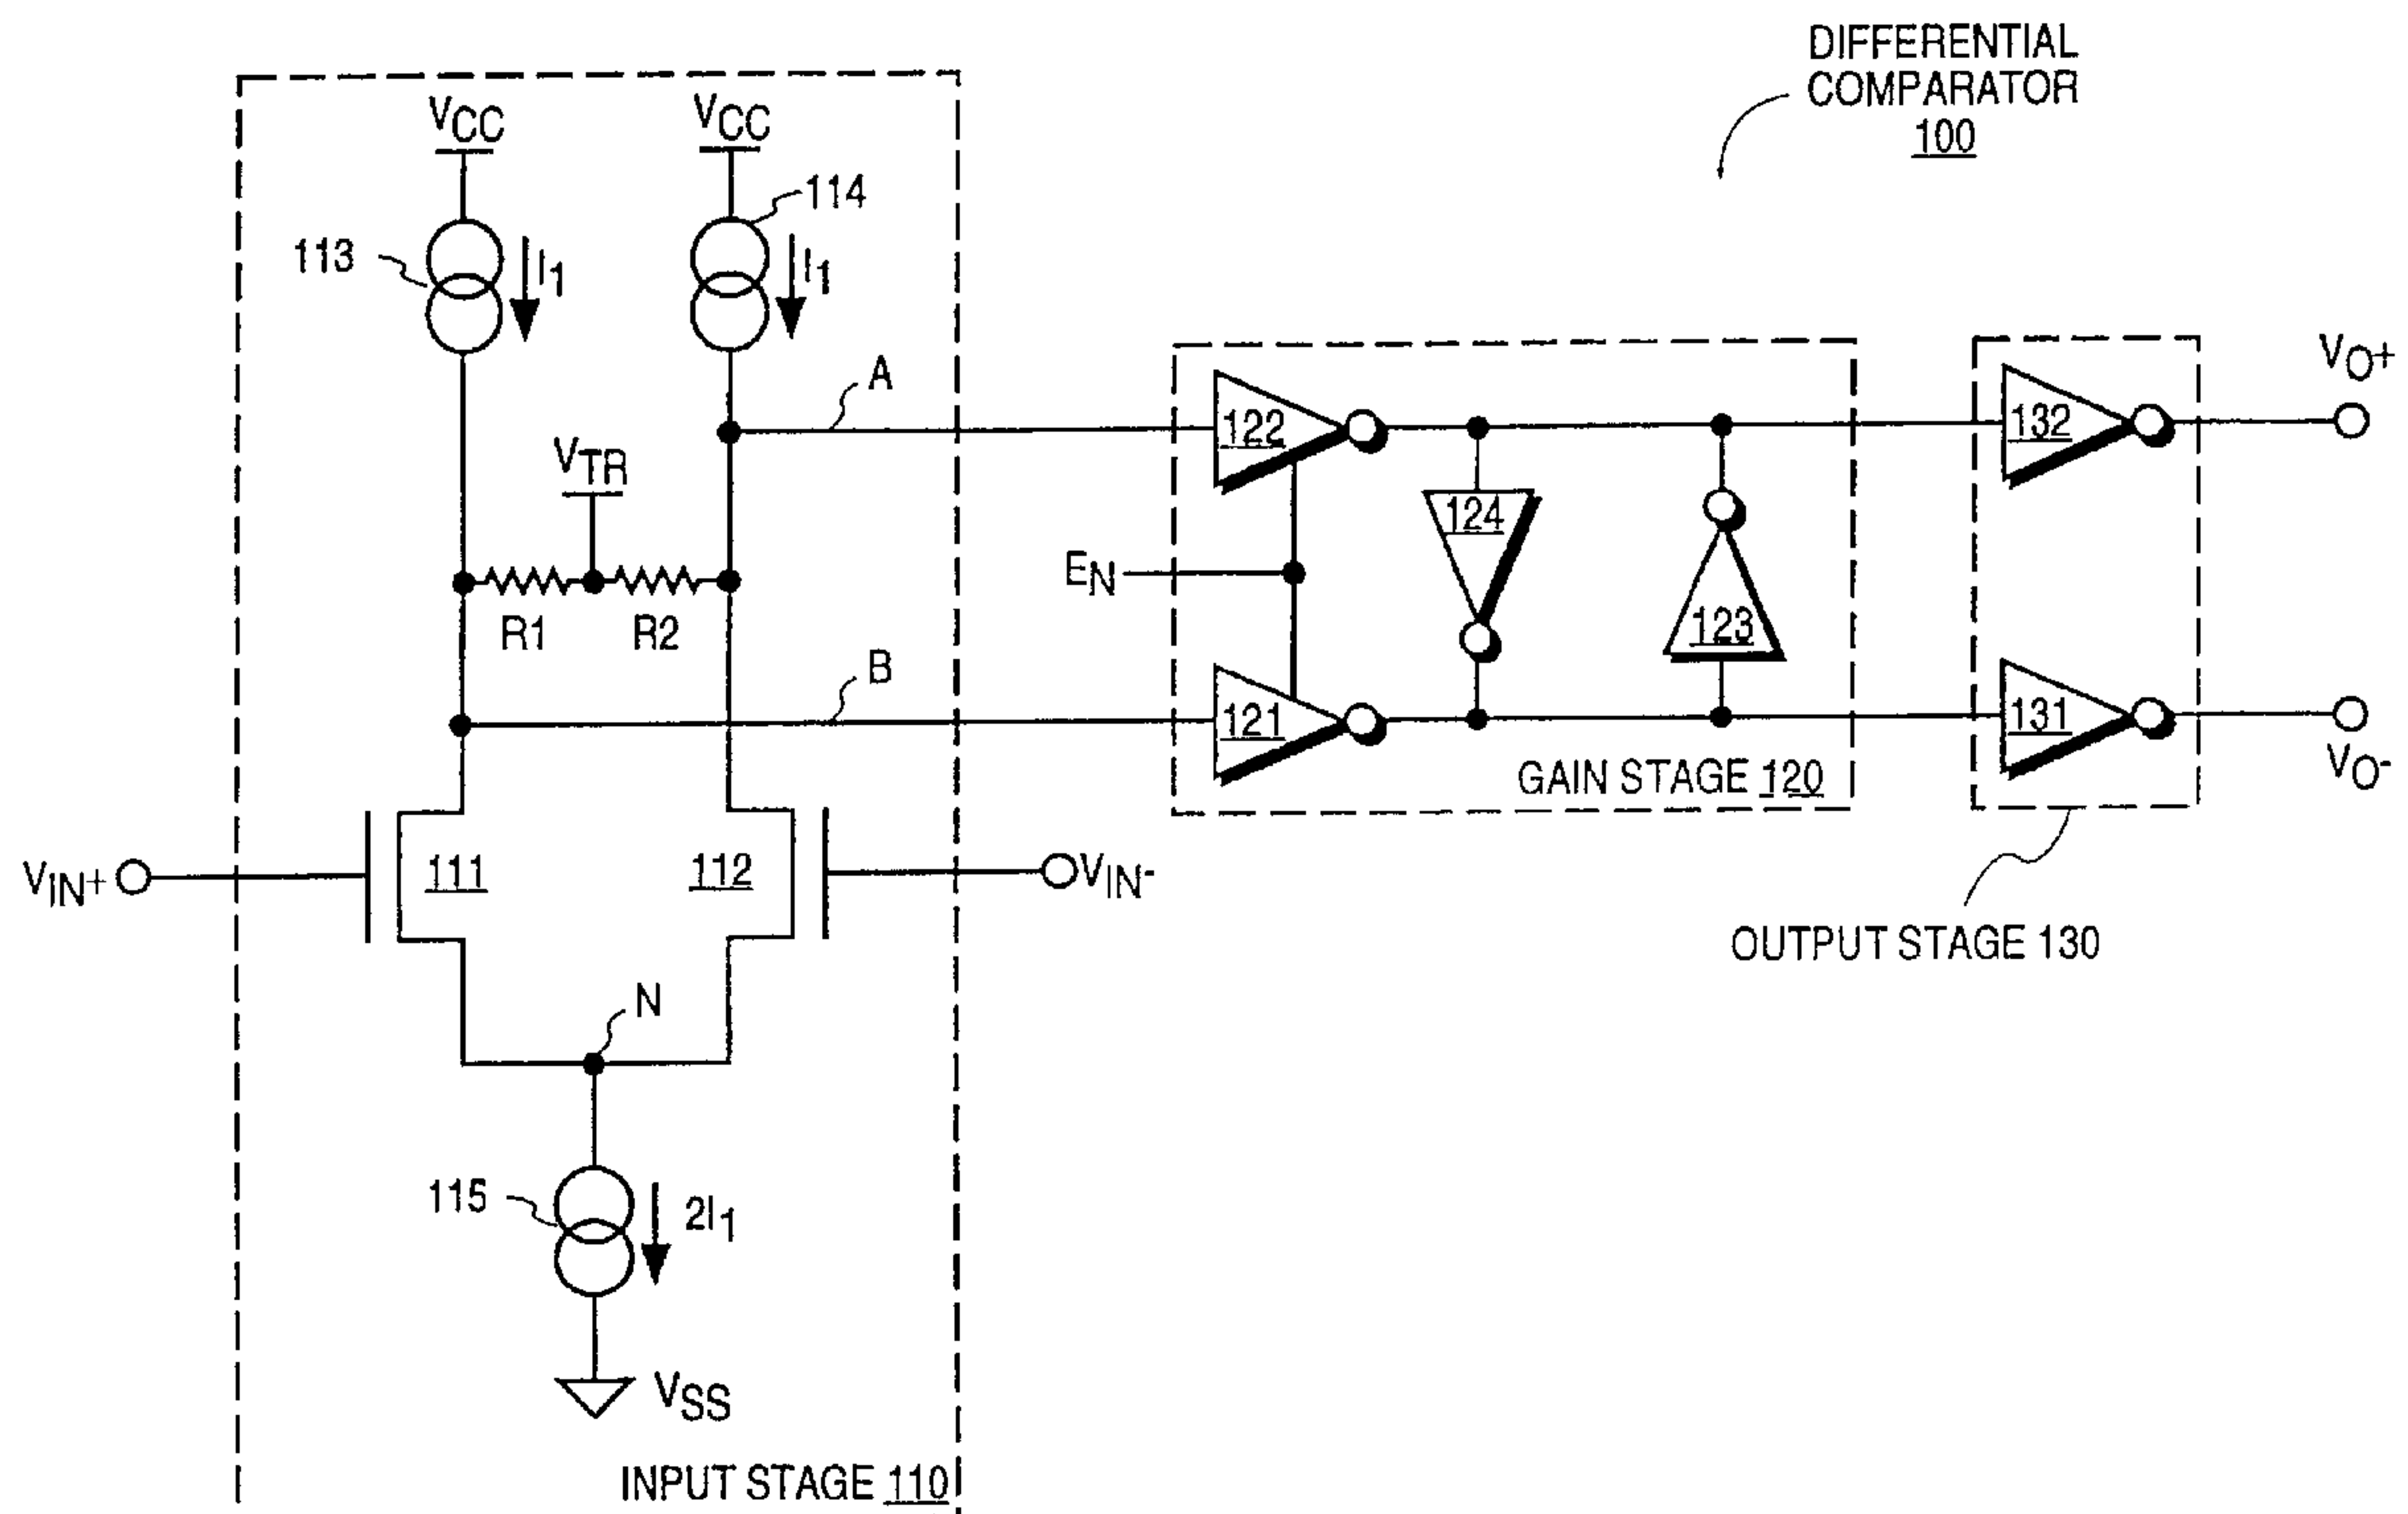 DIFFERENTIAL
COMPARATOR
100
VCC
VCC
114
113
I1
I1
VO+
A
122
132
VTR
124
EN
R1
R2
123
B
121
131
GAIN STAGE 120
VO-
VIN+
111
112
VIN-
OUTPUT STAGE 130
N
115
2I1
VSS
INPUT STAGE 110